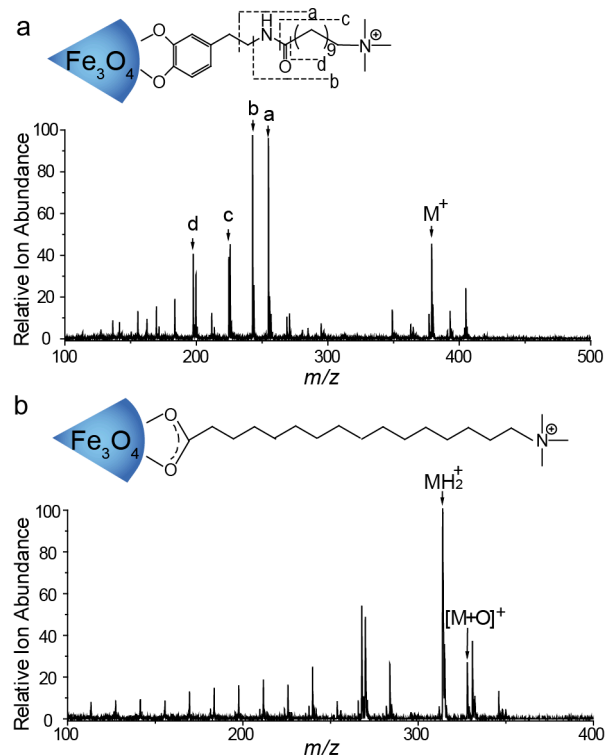 a
Fe3O4
O
O
H
N
O
9
N
⊕
a
c
d
b
Relative Ion Abundance
100
80
60
40
20
0
d
c
b
a
M+
100
200
300
400
500
m/z
b
Fe3O4
O
O
N
⊕
Relative Ion Abundance
100
80
60
40
20
0
MH2+
[M+O]+
100
200
300
400
m/z